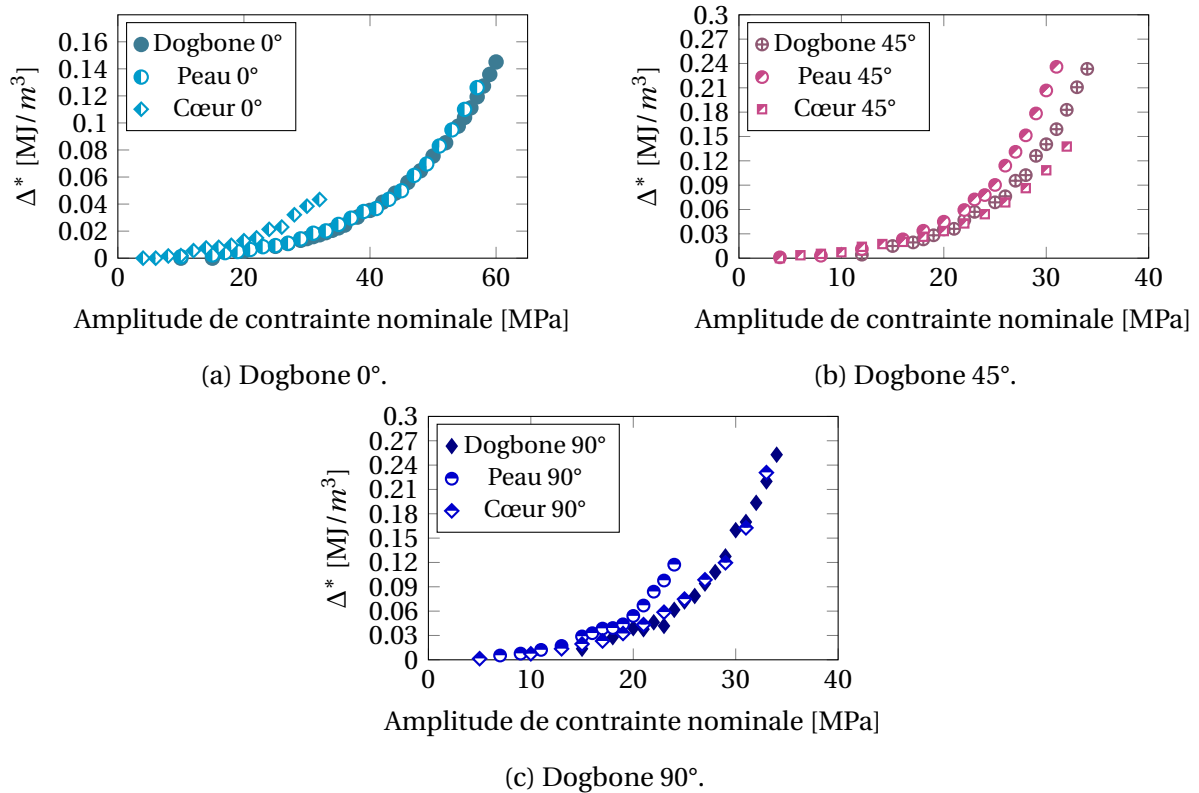 Δ* [MJ/m³]
0.16
0.14
0.12
0.1
0.08
0.06
0.04
0.02
0
Dogbone 0°
Peau 0°
Cœur 0°
0 20 40 60
Amplitude de contrainte nominale [MPa]
(a) Dogbone 0°.
Δ* [MJ/m³]
0.3
0.27
0.24
0.21
0.18
0.15
0.12
0.09
0.06
0.03
0
Dogbone 45°
Peau 45°
Cœur 45°
0 10 20 30 40
Amplitude de contrainte nominale [MPa]
(b) Dogbone 45°.
Δ* [MJ/m³]
0.3
0.27
0.24
0.21
0.18
0.15
0.12
0.09
0.06
0.03
0
Dogbone 90°
Peau 90°
Cœur 90°
0 10 20 30 40
Amplitude de contrainte nominale [MPa]
(c) Dogbone 90°.